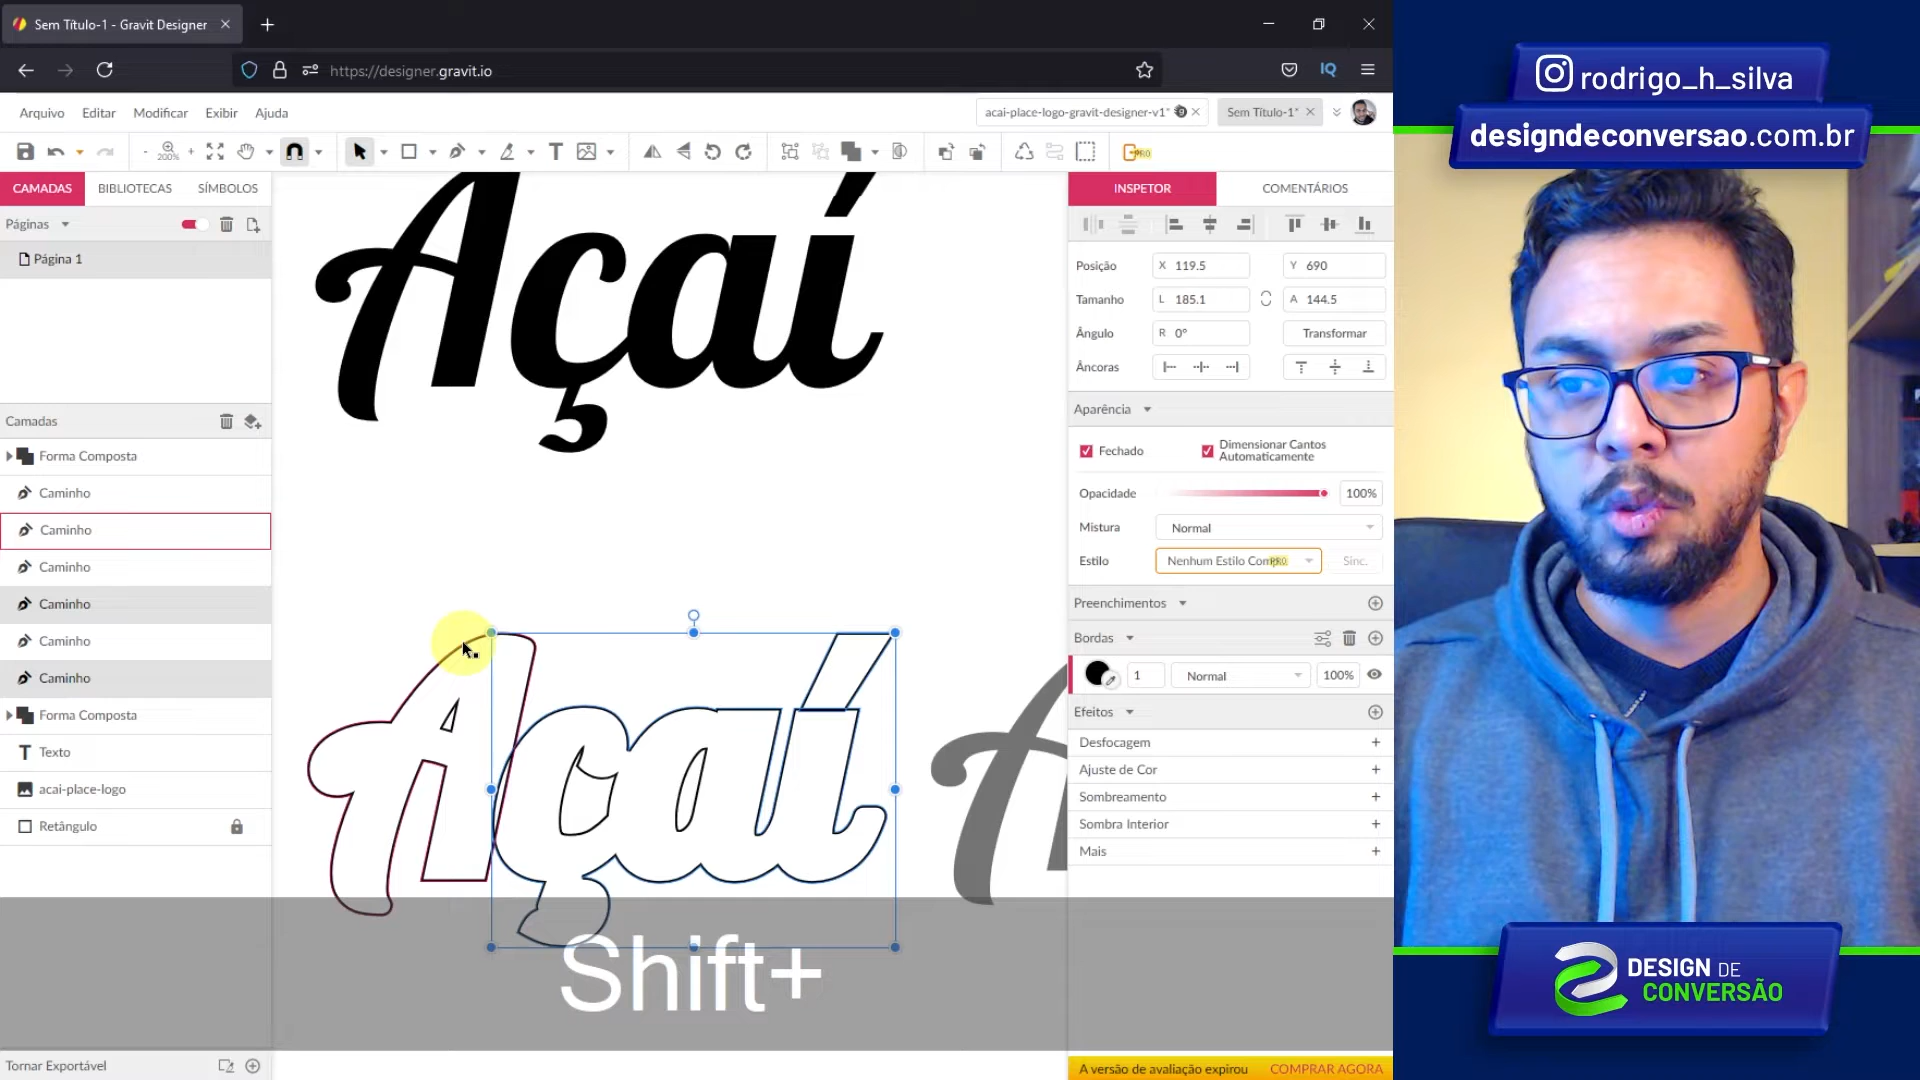 Sem Título-1 - Gravit Designer
https://designer.gravit.io
IQ
Arquivo Editar Modificar Exibir Ajuda
acai-place-logo-gravit-designer-v1*
Sem Título-1*
- 200% +
T
PRO
CAMADAS BIBLIOTECAS SÍMBOLOS
Páginas
Página 1
Camadas
Forma Composta
Caminho
Caminho
Caminho
Caminho
Caminho
Caminho
Forma Composta
T Texto
acai-place-logo
Retângulo
Tornar Exportável
Açaí
Açaí
A
Shift+
INSPETOR COMENTÁRIOS
Posição X 119.5 Y 690
Tamanho L 185.1 A 144.5
Ângulo R 0° Transformar
Âncoras
Aparência
Fechado
Dimensionar Cantos
Automaticamente
Opacidade 100%
Mistura Normal
Estilo Nenhum Estilo Comp PRO Sinc.
Preenchimentos
Bordas
1 Normal 100%
Efeitos
Desfocagem +
Ajuste de Cor +
Sombreamento +
Sombra Interior +
Mais +
A versão de avaliação expirou COMPRAR AGORA
rodrigo_h_silva
designdeconversao.com.br
DESIGN DE
CONVERSÃO